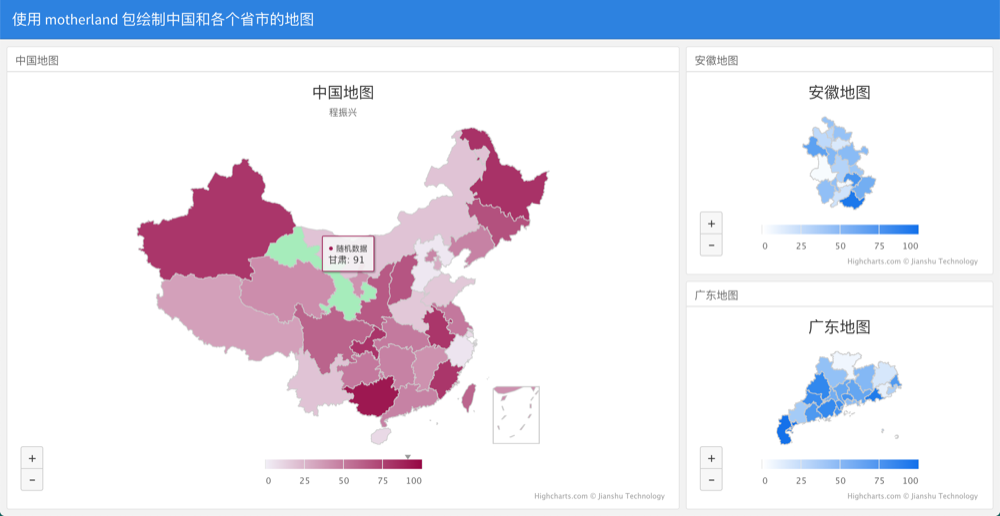 使用 motherland 包绘制中国和各个省市的地图
中国地图
中国地图
程振兴
● 随机数据
甘肃: 91
+
-
0 25 50 75 100
Highcharts.com © Jianshu Technology
安徽地图
安徽地图
+
-
0 25 50 75 100
Highcharts.com © Jianshu Technology
广东地图
广东地图
+
-
0 25 50 75 100
Highcharts.com © Jianshu Technology